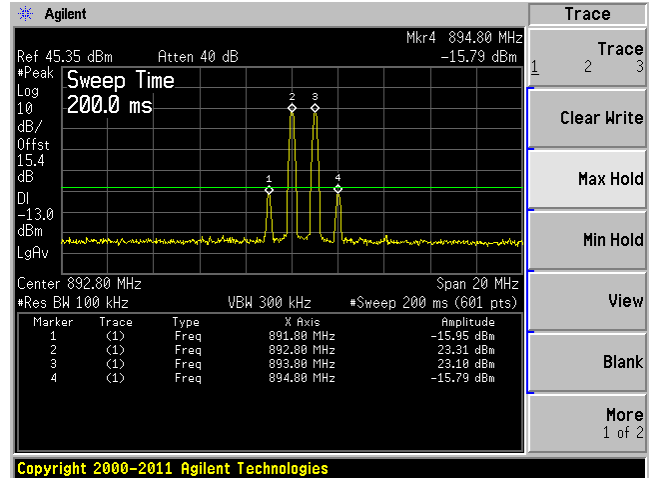 Agilent
Trace
Mkr4 894.80 MHz
Ref 45.35 dBm Atten 40 dB -15.79 dBm
#Peak
Log
10
dB/
Offst
15.4
dB
DI
-13.0
dBm
LgAv
Sweep Time
200.0 ms
1
2
3
4
Center 892.80 MHz Span 20 MHz
#Res BW 100 kHz VBW 300 kHz #Sweep 200 ms (601 pts)
Marker Trace Type X Axis Amplitude
1 (1) Freq 891.80 MHz -15.95 dBm
2 (1) Freq 892.80 MHz 23.31 dBm
3 (1) Freq 893.80 MHz 23.10 dBm
4 (1) Freq 894.80 MHz -15.79 dBm
Trace
1 2 3
Clear Write
Max Hold
Min Hold
View
Blank
More
1 of 2
Copyright 2000-2011 Agilent Technologies